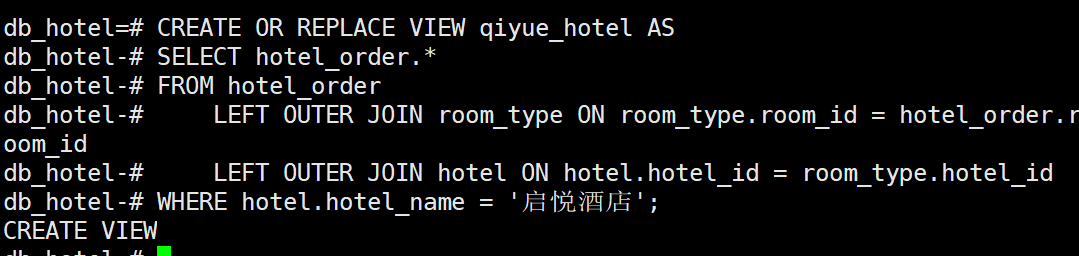 db_hotel=# CREATE OR REPLACE VIEW qiyue_hotel AS
db_hotel-# SELECT hotel_order.*
db_hotel-# FROM hotel_order
db_hotel-#     LEFT OUTER JOIN room_type ON room_type.room_id = hotel_order.r
oom_id
db_hotel-#     LEFT OUTER JOIN hotel ON hotel.hotel_id = room_type.hotel_id
db_hotel-# WHERE hotel.hotel_name = '启悦酒店';
CREATE VIEW